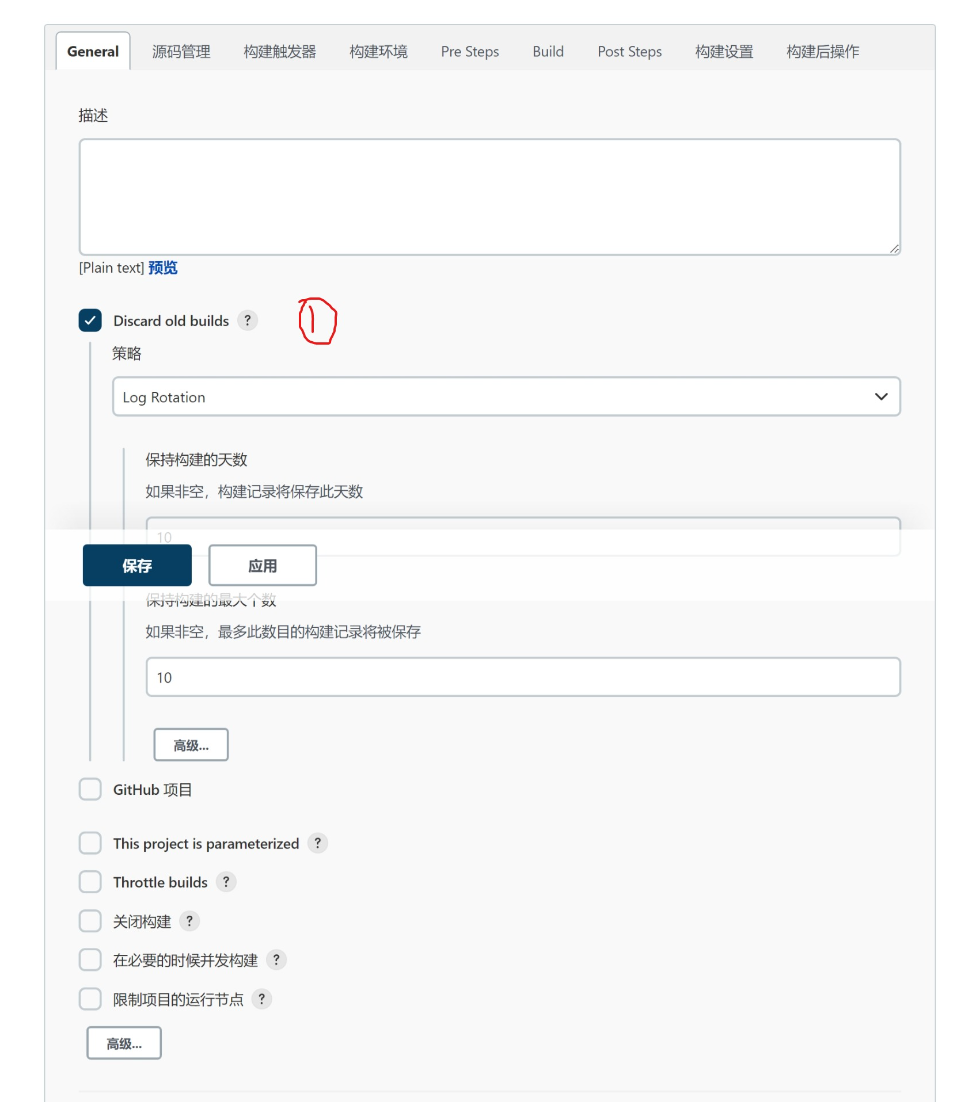 General 源码管理 构建触发器 构建环境 Pre Steps Build Post Steps 构建设置 构建后操作
描述
[Plain text] 预览
Discard old builds ? 1
策略
Log Rotation
保持构建的天数
如果非空，构建记录将保存此天数
10
保存 应用
保持构建的最大个数
如果非空，最多此数目的构建记录将被保存
10
高级...
GitHub 项目
This project is parameterized ?
Throttle builds ?
关闭构建 ?
在必要的时候并发构建 ?
限制项目的运行节点 ?
高级...